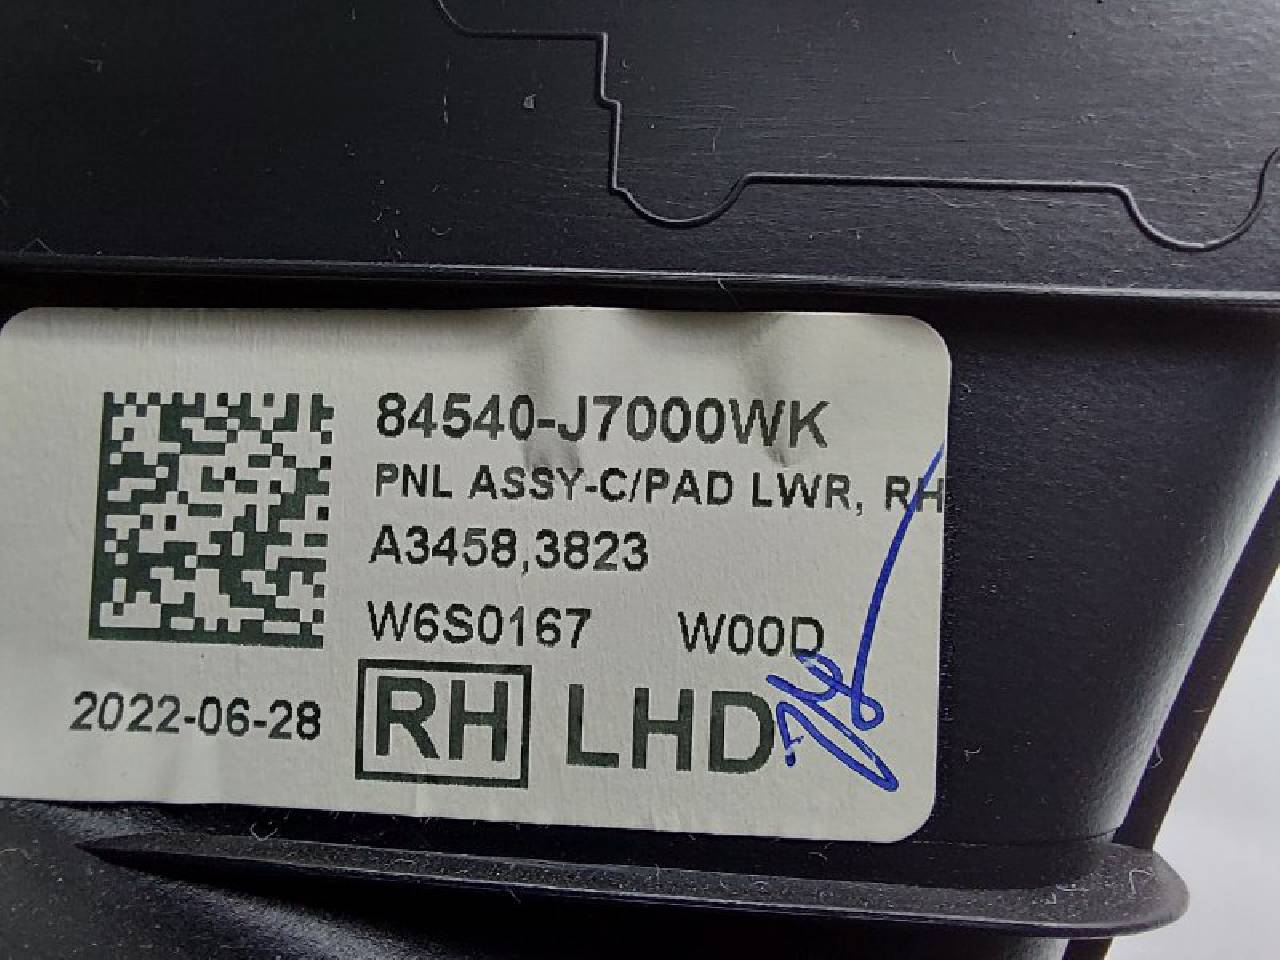 84540-J7000WK
PNL ASSY-C/PAD LWR, RH
A3458,3823
W6S0167 W00D
2022-06-28 RH LHD